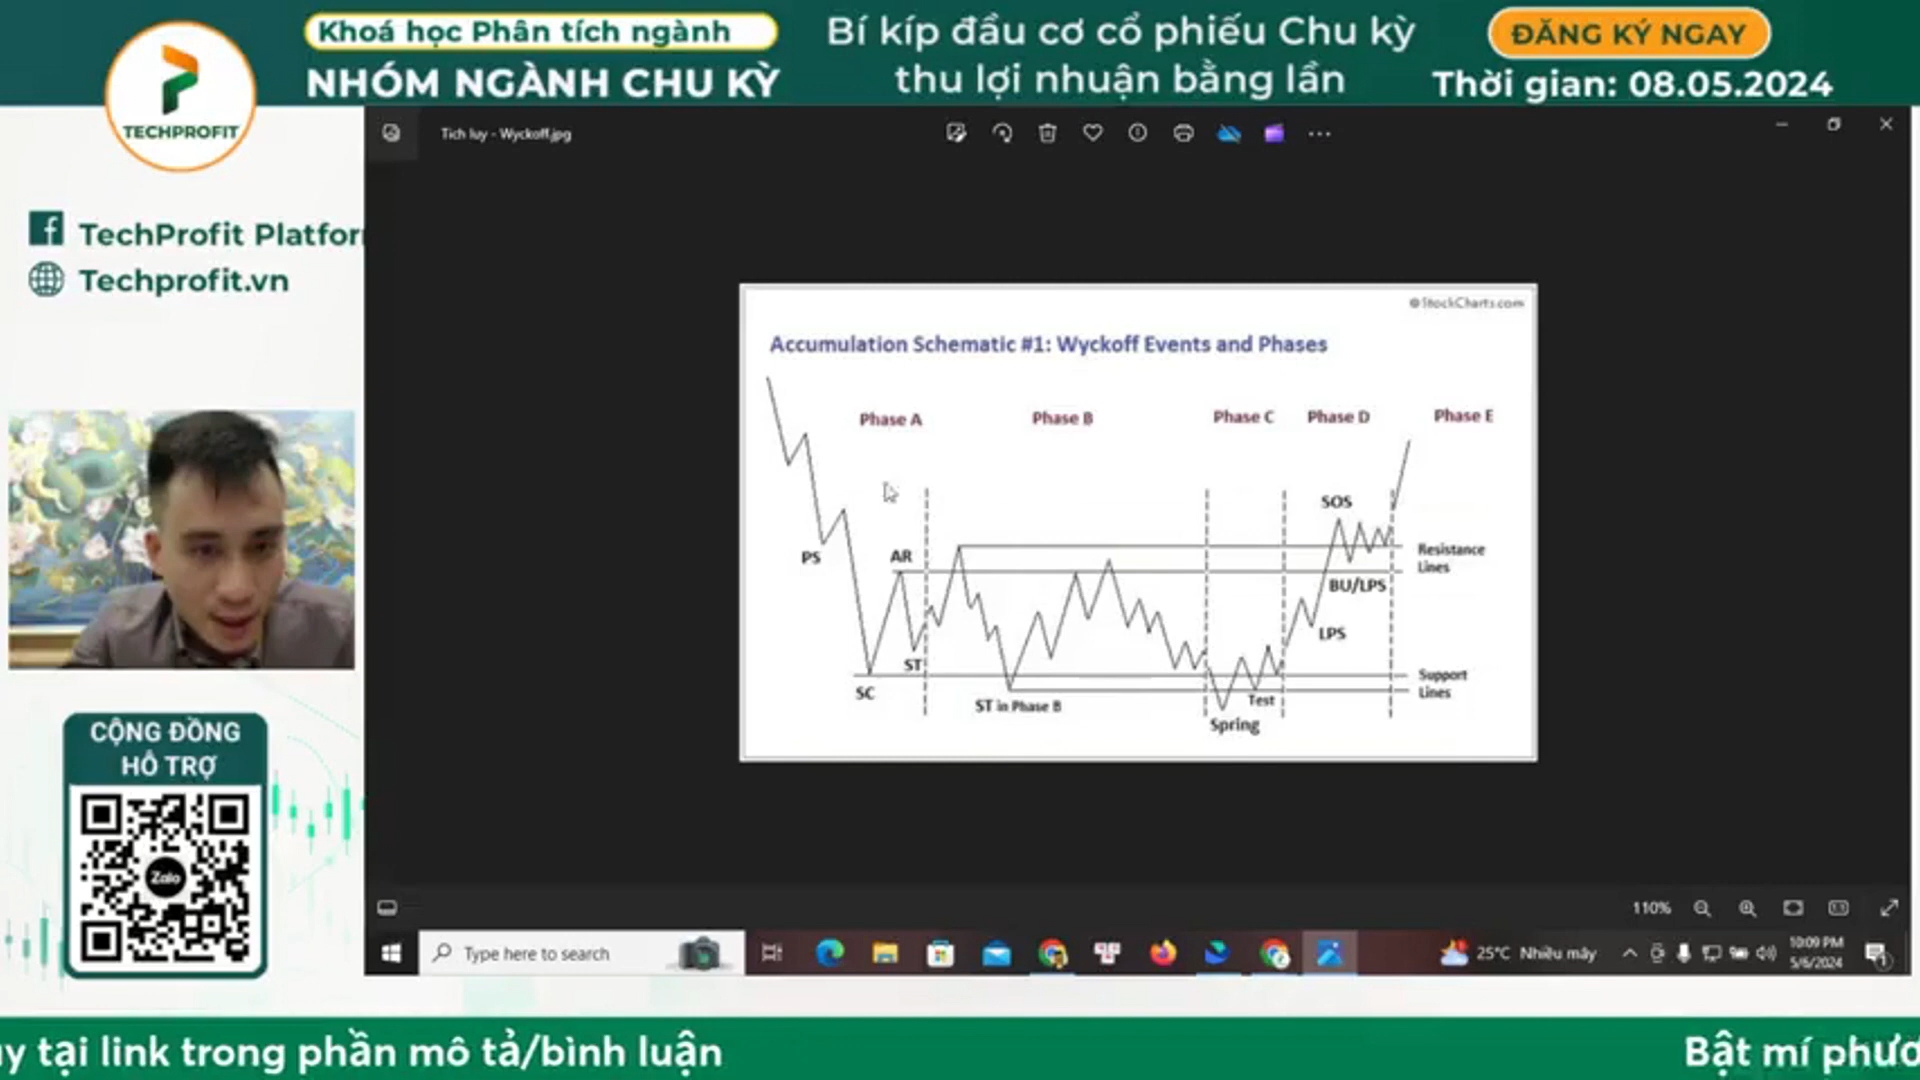 Khoá học Phân tích ngành
NHÓM NGÀNH CHU KỲ
Bí kíp đầu cơ cổ phiếu Chu kỳ
thu lợi nhuận bằng lần
ĐĂNG KÝ NGAY
Thời gian: 08.05.2024
TECHPROFIT
TechProfit Platfor
Techprofit.vn
CỘNG ĐỒNG
HỖ TRỢ
Zalo
Tich luy - Wyckoff.jpg
@StockCharts.com
Accumulation Schematic #1: Wyckoff Events and Phases
Phase A
Phase B
Phase C
Phase D
Phase E
SOS
PS
AR
Resistance
Lines
BU/LPS
LPS
ST
SC
Support
Lines
ST in Phase B
Test
Spring
110%
Type here to search
25°C Nhiều mây
10:09 PM
5/6/2024
1
y tại link trong phần mô tả/bình luận
Bật mí phươ